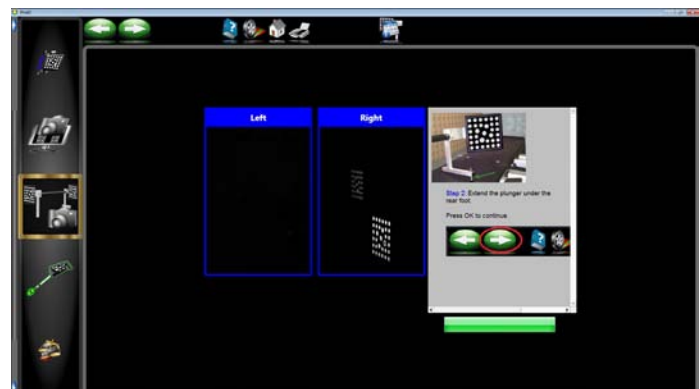 Left
Right
Step 2: Extend the plunger under the
rear foot.
Press OK to continue